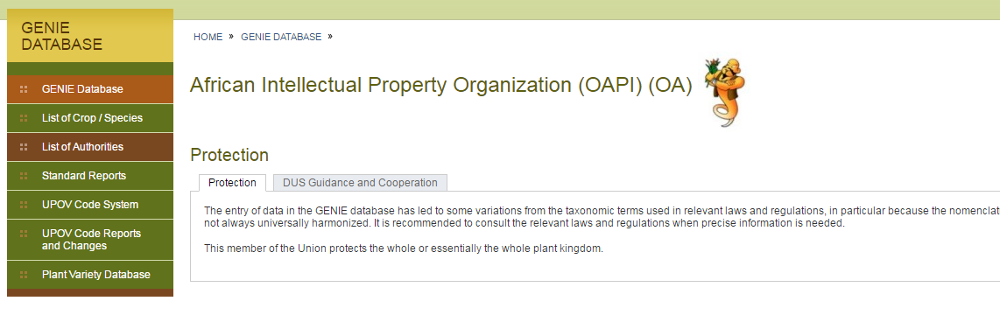 GENIE
DATABASE
GENIE Database
List of Crop / Species
List of Authorities
Standard Reports
UPOV Code System
UPOV Code Reports
and Changes
Plant Variety Database
HOME » GENIE DATABASE »
African Intellectual Property Organization (OAPI) (OA)
Protection
Protection DUS Guidance and Cooperation
The entry of data in the GENIE database has led to some variations from the taxonomic terms used in relevant laws and regulations, in particular because the nomenclat
not always universally harmonized. It is recommended to consult the relevant laws and regulations when precise information is needed.
This member of the Union protects the whole or essentially the whole plant kingdom.